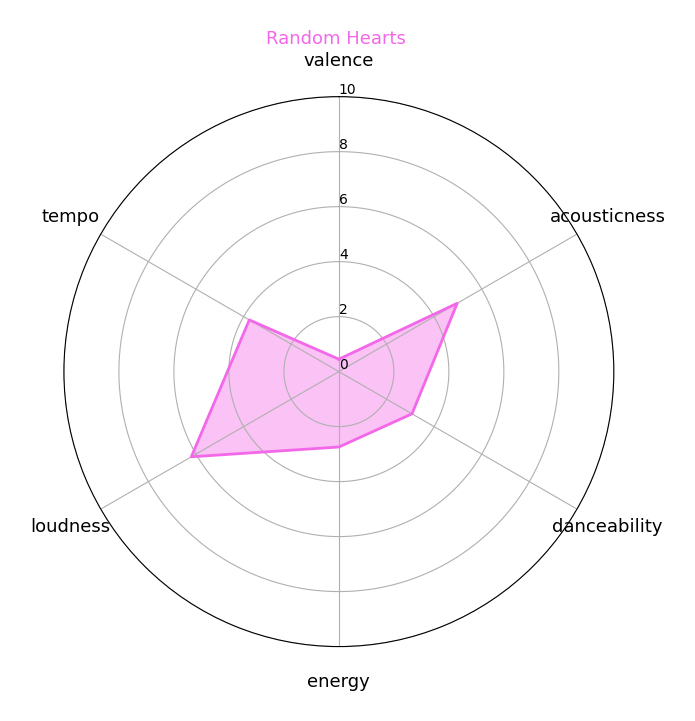 Random Hearts
valence
10
8
6
4
2
0
tempo
acousticness
loudness
danceability
energy